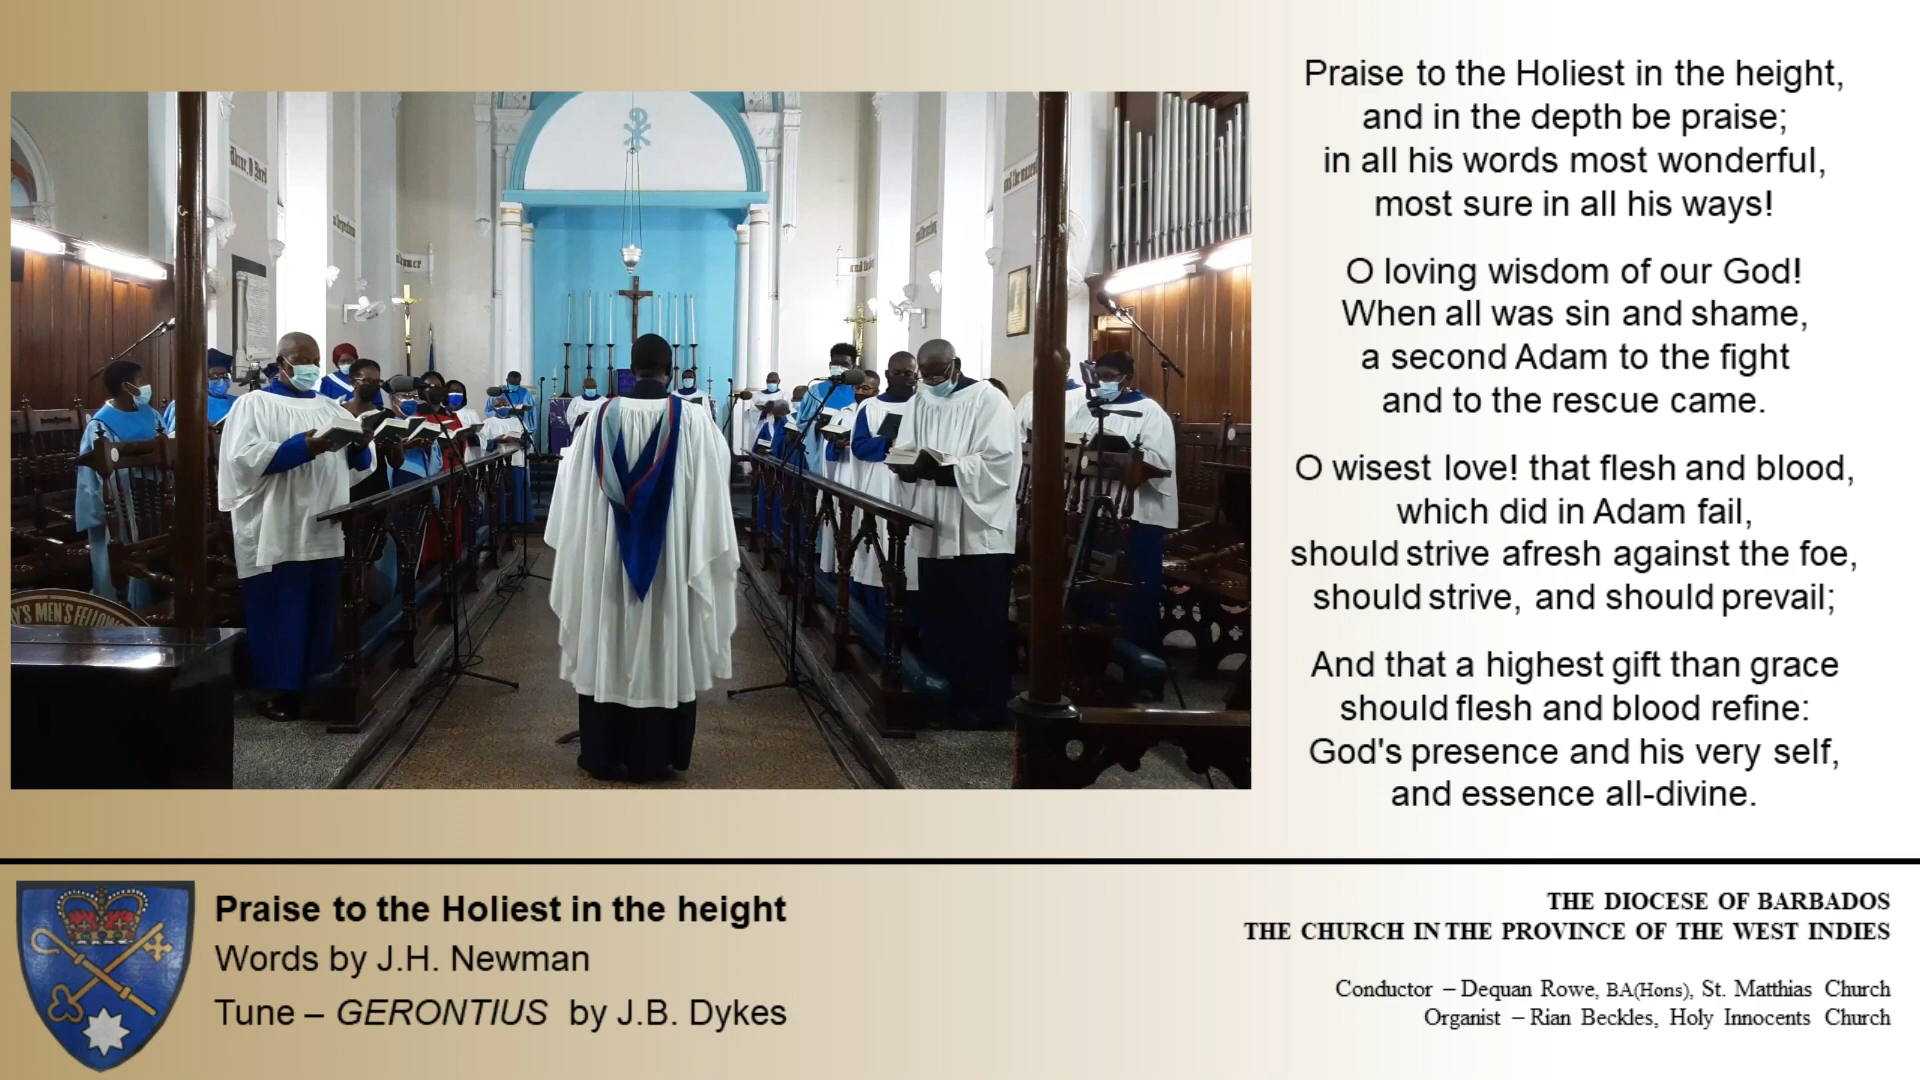 Praise to the Holiest in the height,
and in the depth be praise;
in all his words most wonderful,
most sure in all his ways!
O loving wisdom of our God!
When all was sin and shame,
a second Adam to the fight
and to the rescue came.
O wisest love! that flesh and blood,
which did in Adam fail,
should strive afresh against the foe,
should strive, and should prevail;
And that a highest gift than grace
should flesh and blood refine:
God's presence and his very self,
and essence all-divine.
Three, O Lord
and the
'S MEN'S FELLOW
Praise to the Holiest in the height
Words by J.H. Newman
Tune – GERONTIUS by J.B. Dykes
THE DIOCESE OF BARBADOS
THE CHURCH IN THE PROVINCE OF THE WEST INDIES
Conductor – Dequan Rowe, BA(Hons), St. Matthias Church
Organist – Rian Beckles, Holy Innocents Church